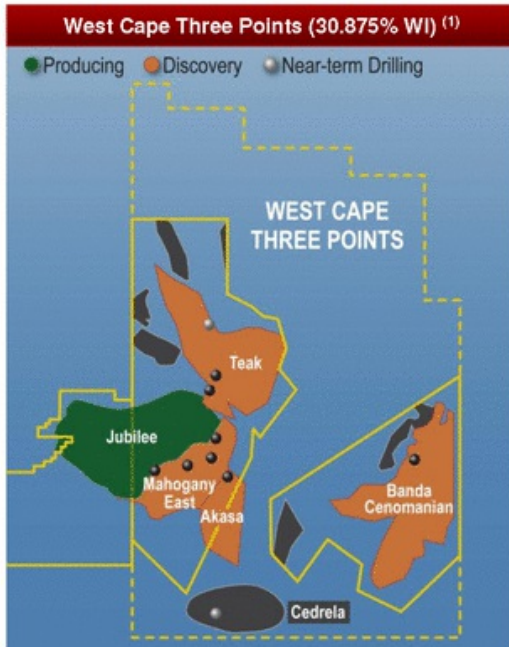 West Cape Three Points (30.875% WI) (1)
Producing Discovery Near-term Drilling
WEST CAPE
THREE POINTS
Teak
Jubilee
Mahogany
East
Akasa
Banda
Cenomanian
Cedrela